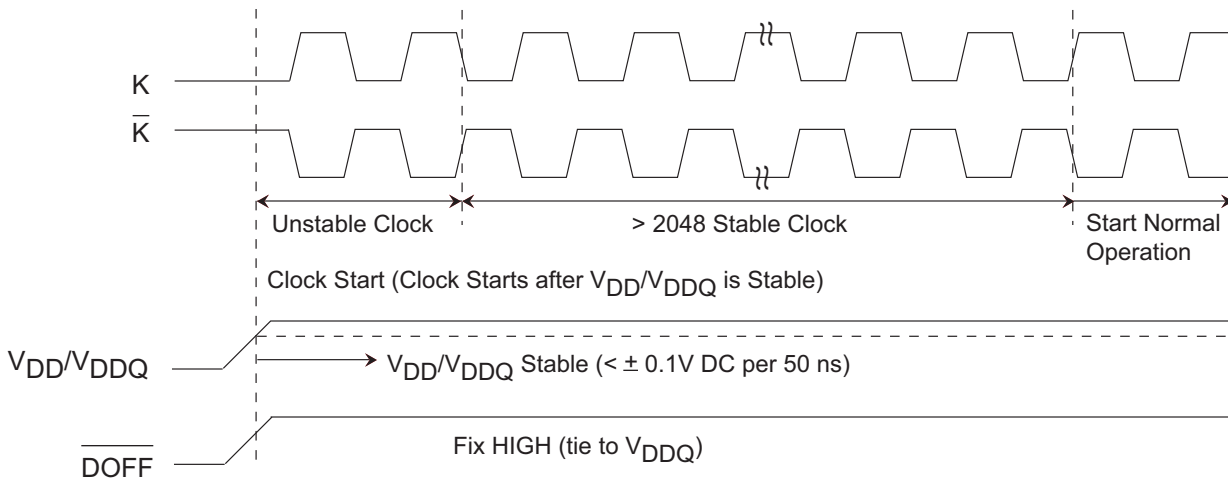 K
K̅
Unstable Clock
> 2048 Stable Clock
Start Normal
Operation
Clock Start (Clock Starts after VDD/VDDQ is Stable)
VDD/VDDQ
VDD/VDDQ Stable (< ± 0.1V DC per 50 ns)
D̅O̅F̅F̅
Fix HIGH (tie to VDDQ)